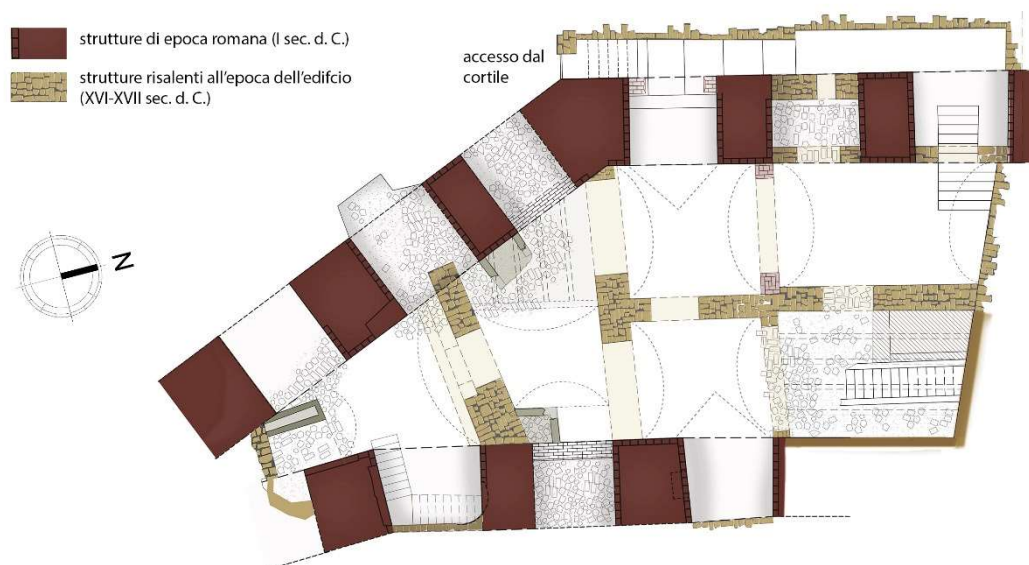 strutture di epoca romana (I sec. d. C.)
strutture risalenti all'epoca dell'edifcio
(XVI-XVII sec. d. C.)
accesso dal
cortile
N